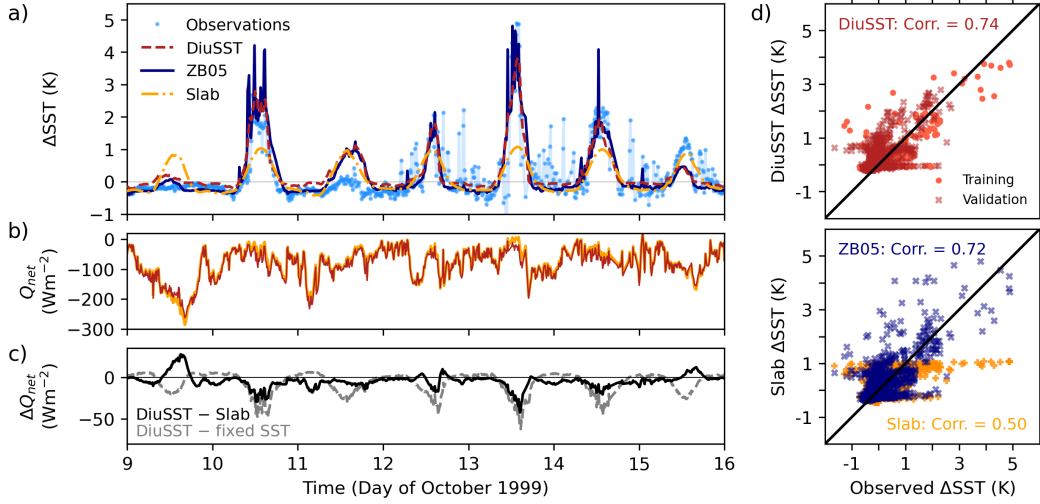 a)
ΔSST (K)
5
4
3
2
1
0
−1
Observations
DiuSST
ZB05
Slab
b)
Q_net
(Wm⁻²)
0
−100
−200
−300
c)
ΔQ_net
(Wm⁻²)
0
−50
DiuSST − Slab
DiuSST − fixed SST
9 10 11 12 13 14 15 16
Time (Day of October 1999)
d)
DiuSST: Corr. = 0.74
DiuSST ΔSST (K)
5
3
1
-1
Training
Validation
ZB05: Corr. = 0.72
Slab ΔSST (K)
5
3
1
-1
Slab: Corr. = 0.50
-1 1 3 5
Observed ΔSST (K)